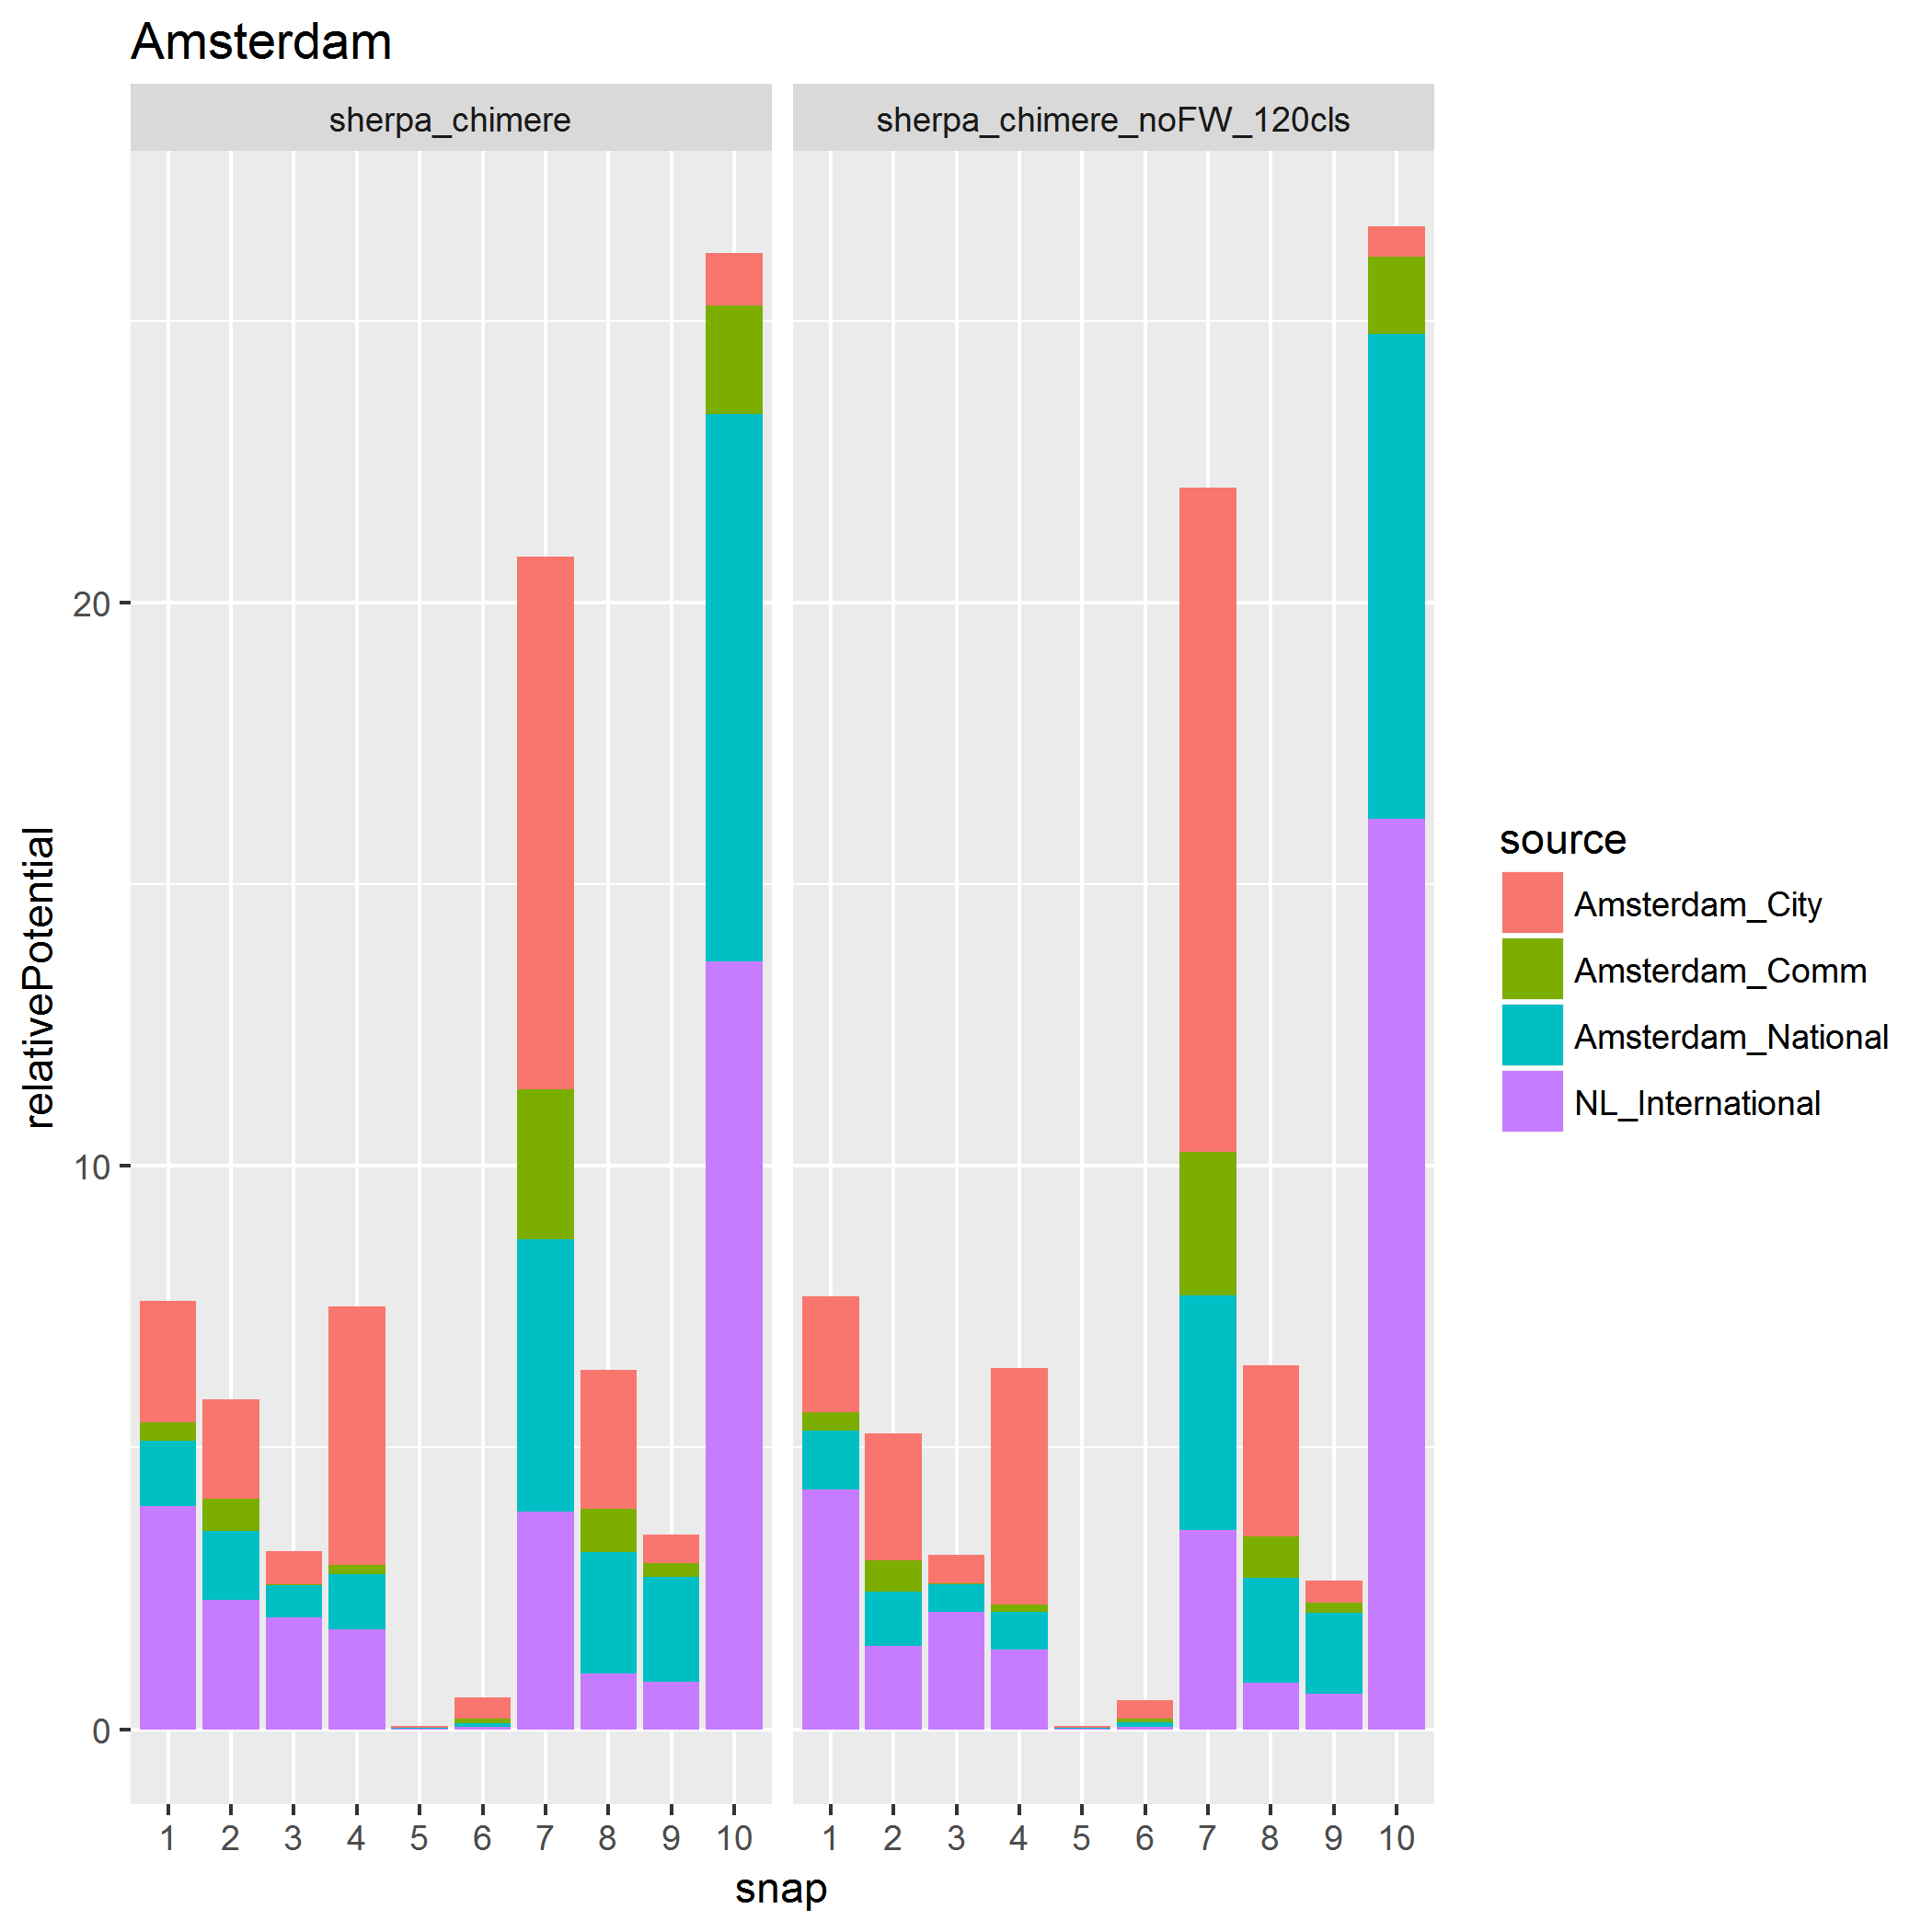 Amsterdam
sherpa_chimere
sherpa_chimere_noFW_120cls
relativePotential
20
10
0
1 2 3 4 5 6 7 8 9 10
1 2 3 4 5 6 7 8 9 10
snap
source
Amsterdam_City
Amsterdam_Comm
Amsterdam_National
NL_International